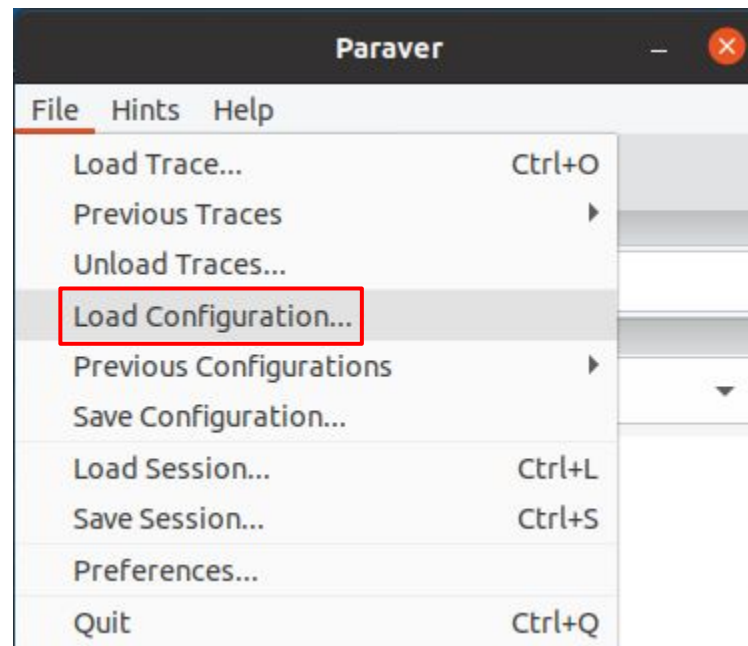 Paraver
File Hints Help
Load Trace... Ctrl+O
Previous Traces
Unload Traces...
Load Configuration...
Previous Configurations
Save Configuration...
Load Session... Ctrl+L
Save Session... Ctrl+S
Preferences...
Quit Ctrl+Q